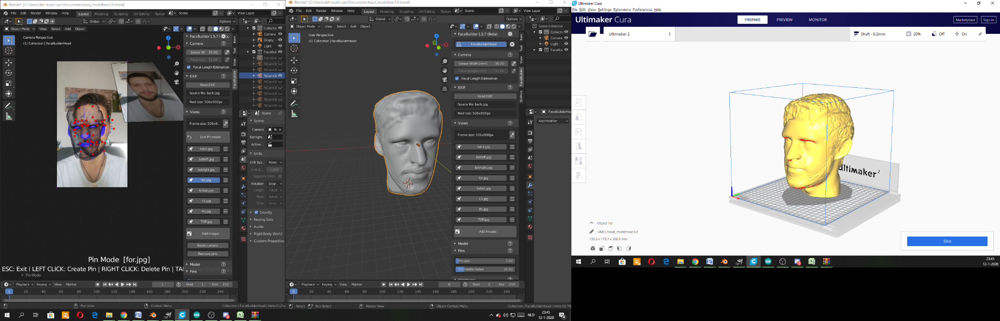 Blender* [C:\Users\dell studio xps\Documents\head_modelhear2.0.blend]
File Edit Render Window Help Layout Modeling Sculpting UV Editing Scene View Layer
Global Options
Object Mode View Select Add Object
Camera Perspective
(1) Collection | FaceBuilderHead
FaceBuilder 1.5.7
Camera
Sensor Wi 36.00
Focal Len 31.66
Focal Length Estimation
EXIF
Read EXIF
Source file: back.jpg
Real size: 506x900px
Views
Frame size: 506x9..
Exit Pin mode
back.jpg
botleft.jpg
botright.jpg
for.jpg
forbot.jpg
LS.jpg
Rs.jpg
TOP.jpg
Add Images
Reset camera
Remove pins
Model
Pins
Item
Tool
View
FaceBuilder
Collectic
Camera
Empty
Light
FaceBuil
FaceBuil
fbCamOl
fbCamOl
fbCamOl
fbCamOl
fbCamOl
fbCamOl
fbCamOl
fbCamOl
Scene
Scene
Camera fb
Backgro..
Active ..
Units
Unit Sys.. None
Unit Sc.. 1.000
Separate Units
Rotation Degr..
Length Adapt..
Mass Adapt..
Time Seco..
Gravity
Keying Sets
Audio
Rigid Body World
Custom Properties
Pin Mode [for.jpg]
ESC: Exit | LEFT CLICK: Create Pin | RIGHT CLICK: Delete Pin | TAB: Hide/Show
Pin Mode
Playback Keying View Marker 1 Start 1 End 250
1 20 40 60 80 100 120 140 160 180 200 220 240
Pan View Context Menu Collection | FaceBuilderHead | Verts:0 | Fa
Blender* [C:\Users\dell studio xps\Documents\head_modelhear3.0.blend]
File Edit Render Window Help Layout Modeling Sculpting UV Editing Texture Scene View Layer
Global Options
Object Mode View Select Add Object
User Perspective
(0) Collection | FaceBuilderHead
FaceBuilder 1.5.7 (Beta)
FaceBuilderHead
Camera
Sensor Width (mm) 36.00
Focal Length (mm) 31.66
Focal Length Estimation
EXIF
Read EXIF
Source file: back.jpg
Real size: 506x900px
Views
Frame size: 506x900px
back.jpg
botleft.jpg
botright.jpg
for.jpg
forbot.jpg
LS.jpg
Rs.jpg
TOP.jpg
Add Images
Model
Pins
Pin size 7.00
Pin handle radius 16.00
Wireframe
Item
Tool
View
FaceBuilder
3D-Print
Scene Collection
Collecti
Camera
Light
FaceBui
FaceBuilderHea
Add Modifier
Playback Keying View Marker 0 Start 1 End 250
0 20 40 60 80 100 120 140 160 180 200 220 240
Select Box Select Rotate View Object Context Menu Collection | FaceBuilderHead | Verts:18,76
NLD
23:45
12-1-2020
4
Ultimaker Cura
File Edit View Settings Extensions Preferences Help
Ultimaker Cura PREPARE PREVIEW MONITOR Marketplace Sign in
Ultimaker 2 Draft - 0.2mm 20% Off On
ultimaker 2
Object list
UMO_head_modelhear3.0
135.3 x 173.7 x 200.0 mm
Slice
23:45
12-1-2020